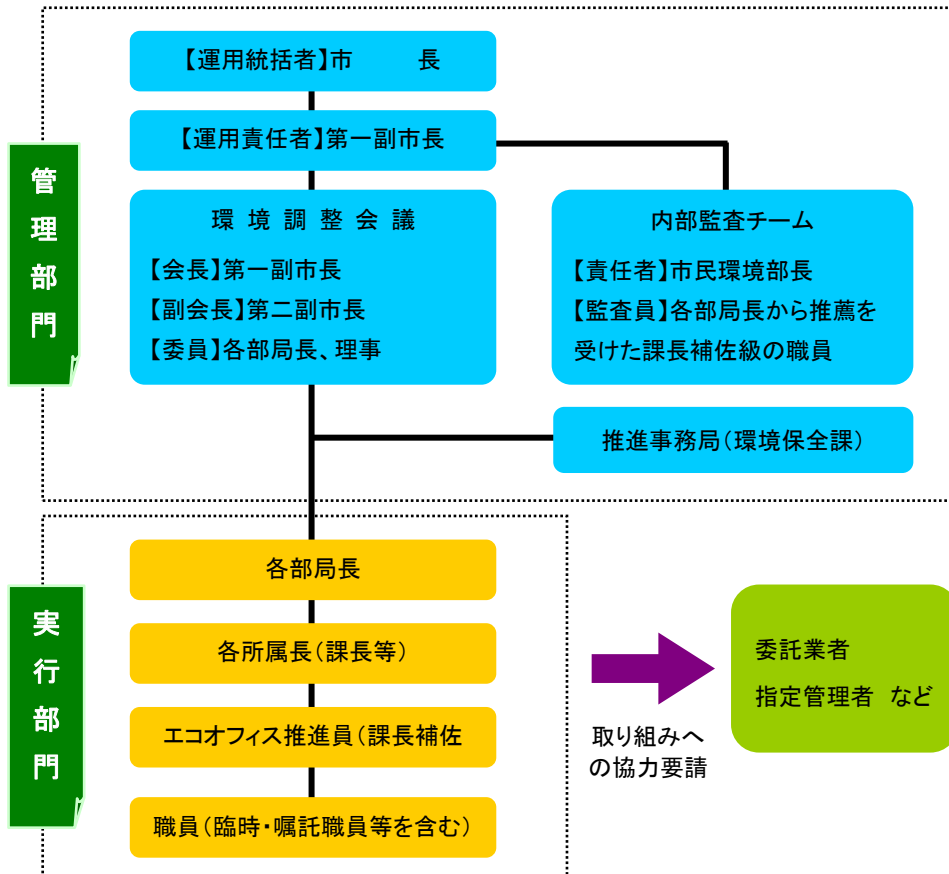 管理部門
【運用統括者】市　　長
【運用責任者】第一副市長
環 境 調 整 会 議
【会長】第一副市長
【副会長】第二副市長
【委員】各部局長、理事
内部監査チーム
【責任者】市民環境部長
【監査員】各部局長から推薦を
受けた課長補佐級の職員
推進事務局（環境保全課）
実行部門
各部局長
各所属長（課長等）
エコオフィス推進員（課長補佐
職員（臨時・嘱託職員等を含む）
取り組みへ
の協力要請
委託業者
指定管理者　など